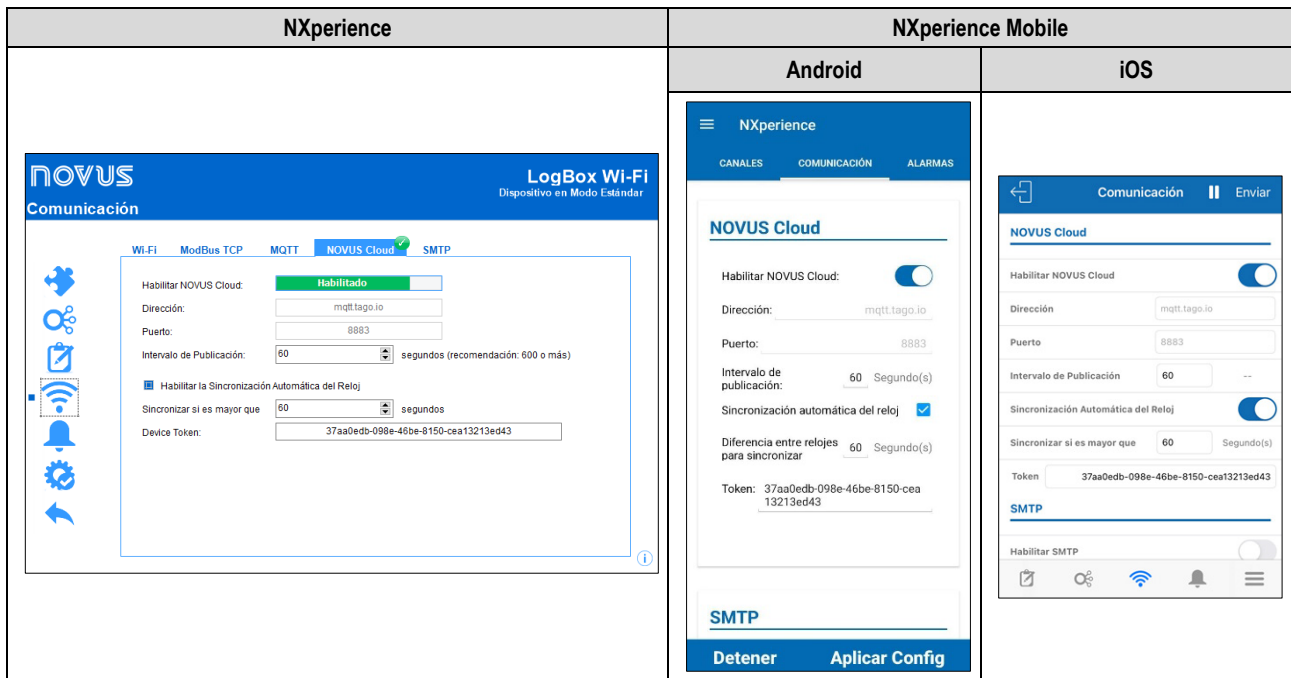 NXperience
NXperience Mobile
Android
iOS
NOVUS
LogBox Wi-Fi
Dispositivo en Modo Estándar
Comunicación
Wi-Fi ModBus TCP MQTT NOVUS Cloud SMTP
Habilitar NOVUS Cloud: Habilitado
Dirección: mqtt.tago.io
Puerto: 8883
Intervalo de Publicación: 60 segundos (recomendación: 600 o más)
Habilitar la Sincronización Automática del Reloj
Sincronizar si es mayor que 60 segundos
Device Token: 37aa0edb-098e-46be-8150-cea13213ed43
NXperience
CANALES COMUNICACIÓN ALARMAS
NOVUS Cloud
Habilitar NOVUS Cloud:
Dirección: mqtt.tago.io
Puerto: 8883
Intervalo de
publicación: 60 Segundo(s)
Sincronización automática del reloj
Diferencia entre relojes
para sincronizar 60 Segundo(s)
Token: 37aa0edb-098e-46be-8150-cea
13213ed43
SMTP
Detener Aplicar Config
Comunicación Enviar
NOVUS Cloud
Habilitar NOVUS Cloud
Dirección mqtt.tago.io
Puerto 8883
Intervalo de Publicación 60 --
Sincronización Automática del Reloj
Sincronizar si es mayor que 60 Segundo(s)
Token 37aa0edb-098e-46be-8150-cea13213ed43
SMTP
Habilitar SMTP